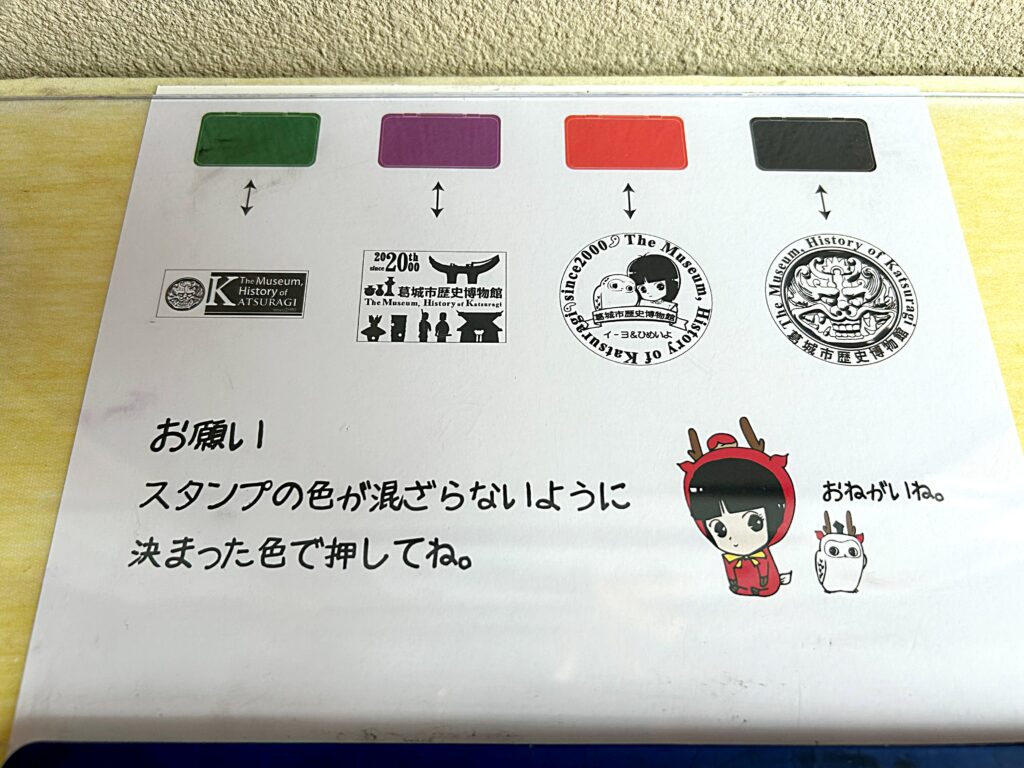 The Museum,
History of
KATSURAGI
20 20th
since 2000
葛城市歴史博物館
The Museum, History of Katsuragi
since2000 The Museum, History of Katsuragi
葛城市歴史博物館
イーヨ&ひめいよ
The Museum, History of Katsuragi
葛城市歴史博物館
お願い
スタンプの色が混ざらないように
決まった色で押してね。
おねがいね。